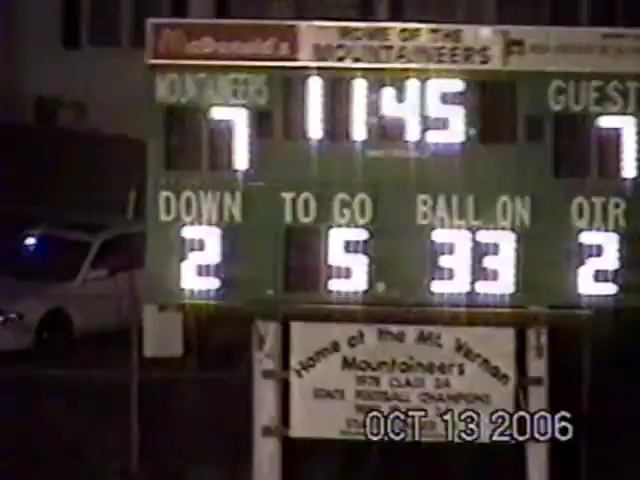 McDonald's
HOME OF THE
MOUNTAINEERS
MOUNTAINEERS 11:45 GUEST
7 7
DOWN TO GO BALL ON QTR
2 5 33 2
Home of the Mt. Vernon
Mountaineers
1979 CLASS 3A
STATE FOOTBALL CHAMPIONS
OCT 13 2006